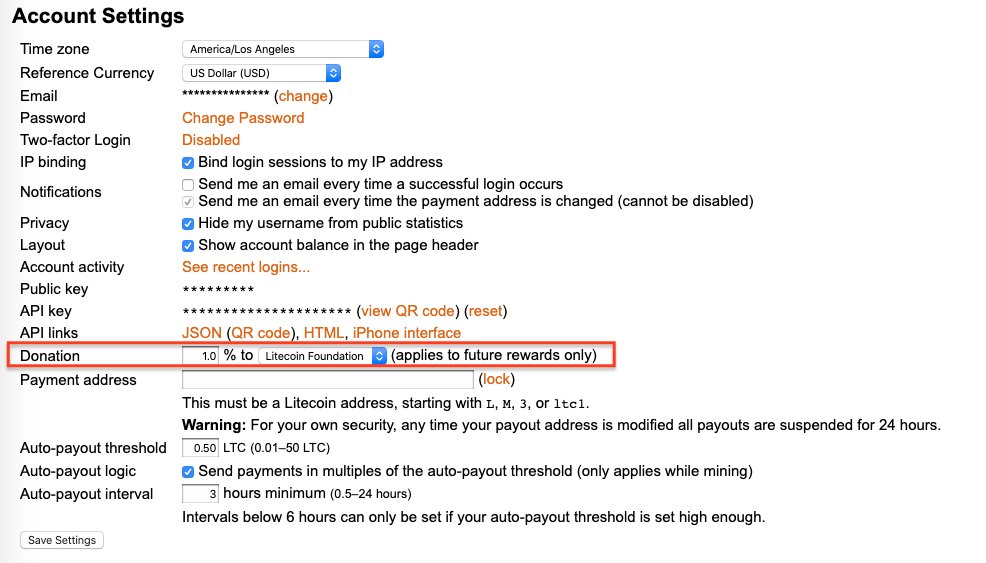 Account Settings
Time zone America/Los Angeles
Reference Currency US Dollar (USD)
Email *************** (change)
Password Change Password
Two-factor Login Disabled
IP binding Bind login sessions to my IP address
Notifications Send me an email every time a successful login occurs
Send me an email every time the payment address is changed (cannot be disabled)
Privacy Hide my username from public statistics
Layout Show account balance in the page header
Account activity See recent logins...
Public key *********
API key ********************* (view QR code) (reset)
API links JSON (QR code), HTML, iPhone interface
Donation 1.0 % to Litecoin Foundation (applies to future rewards only)
Payment address (lock)
This must be a Litecoin address, starting with L, M, 3, or ltc1.
Warning: For your own security, any time your payout address is modified all payouts are suspended for 24 hours.
Auto-payout threshold 0.50 LTC (0.01–50 LTC)
Auto-payout logic Send payments in multiples of the auto-payout threshold (only applies while mining)
Auto-payout interval 3 hours minimum (0.5–24 hours)
Intervals below 6 hours can only be set if your auto-payout threshold is set high enough.
Save Settings